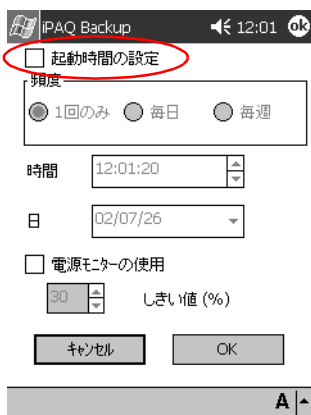 iPAQ Backup 12:01 ok
起動時間の設定
頻度
1回のみ 毎日 毎週
時間 12:01:20
日 02/07/26
電源モニターの使用
30 しきい値 (%)
キャンセル OK
A